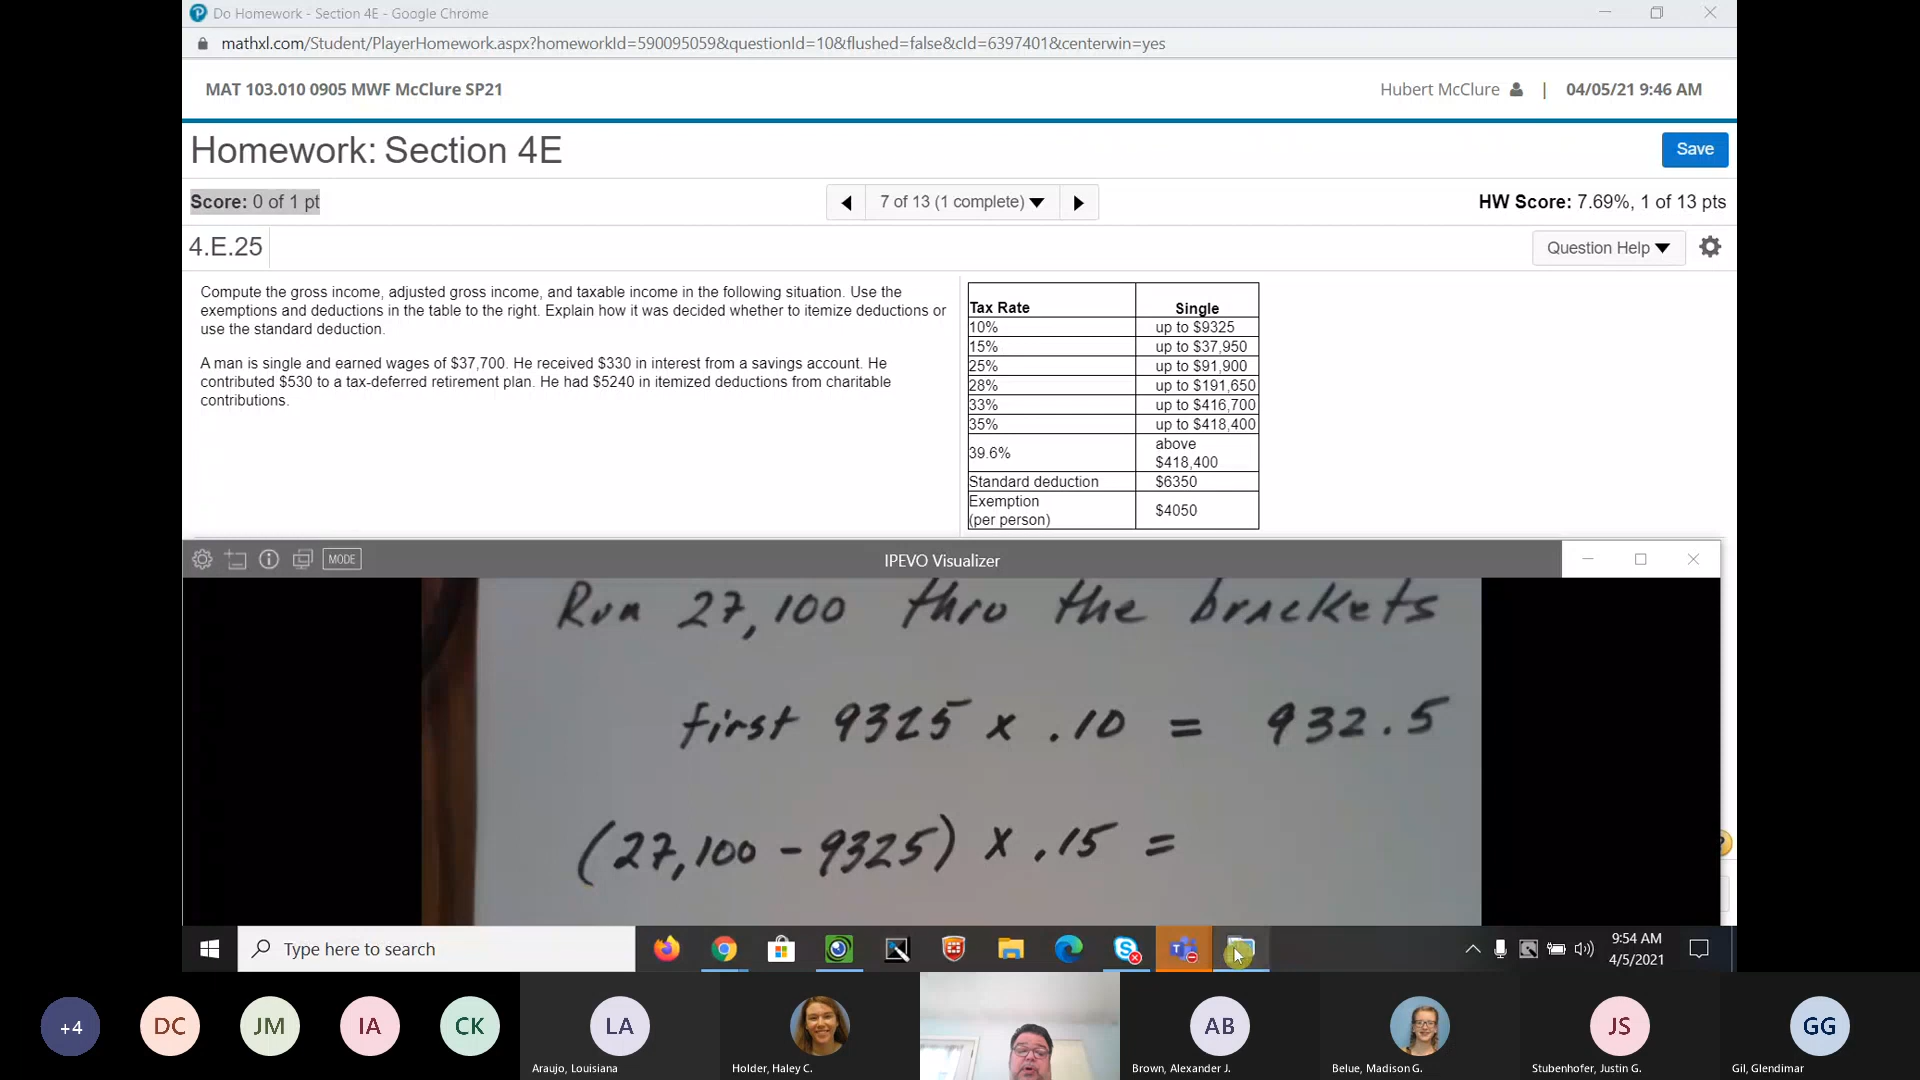 Do Homework - Section 4E - Google Chrome
mathxl.com/Student/PlayerHomework.aspx?homeworkId=590095059&questionId=10&flushed=false&cId=6397401&centerwin=yes
MAT 103.010 0905 MWF McClure SP21
Hubert McClure | 04/05/21 9:46 AM
Homework: Section 4E
Save
Score: 0 of 1 pt
7 of 13 (1 complete)
HW Score: 7.69%, 1 of 13 pts
4.E.25
Question Help
Compute the gross income, adjusted gross income, and taxable income in the following situation. Use the
exemptions and deductions in the table to the right. Explain how it was decided whether to itemize deductions or
use the standard deduction.
A man is single and earned wages of $37,700. He received $330 in interest from a savings account. He
contributed $530 to a tax-deferred retirement plan. He had $5240 in itemized deductions from charitable
contributions.
Tax Rate Single
10% up to $9325
15% up to $37,950
25% up to $91,900
28% up to $191,650
33% up to $416,700
35% up to $418,400
39.6% above
$418,400
Standard deduction $6350
Exemption
(per person) $4050
MODE
IPEVO Visualizer
Run 27,100 thro the brackets
first 9325 x .10 = 932.5
(27,100 - 9325) x .15 =
Type here to search
9:54 AM
4/5/2021
+4
DC
JM
IA
CK
LA
AB
JS
GG
Araujo, Louisiana
Holder, Haley C.
Brown, Alexander J.
Belue, Madison G.
Stubenhofer, Justin G.
Gil, Glendimar